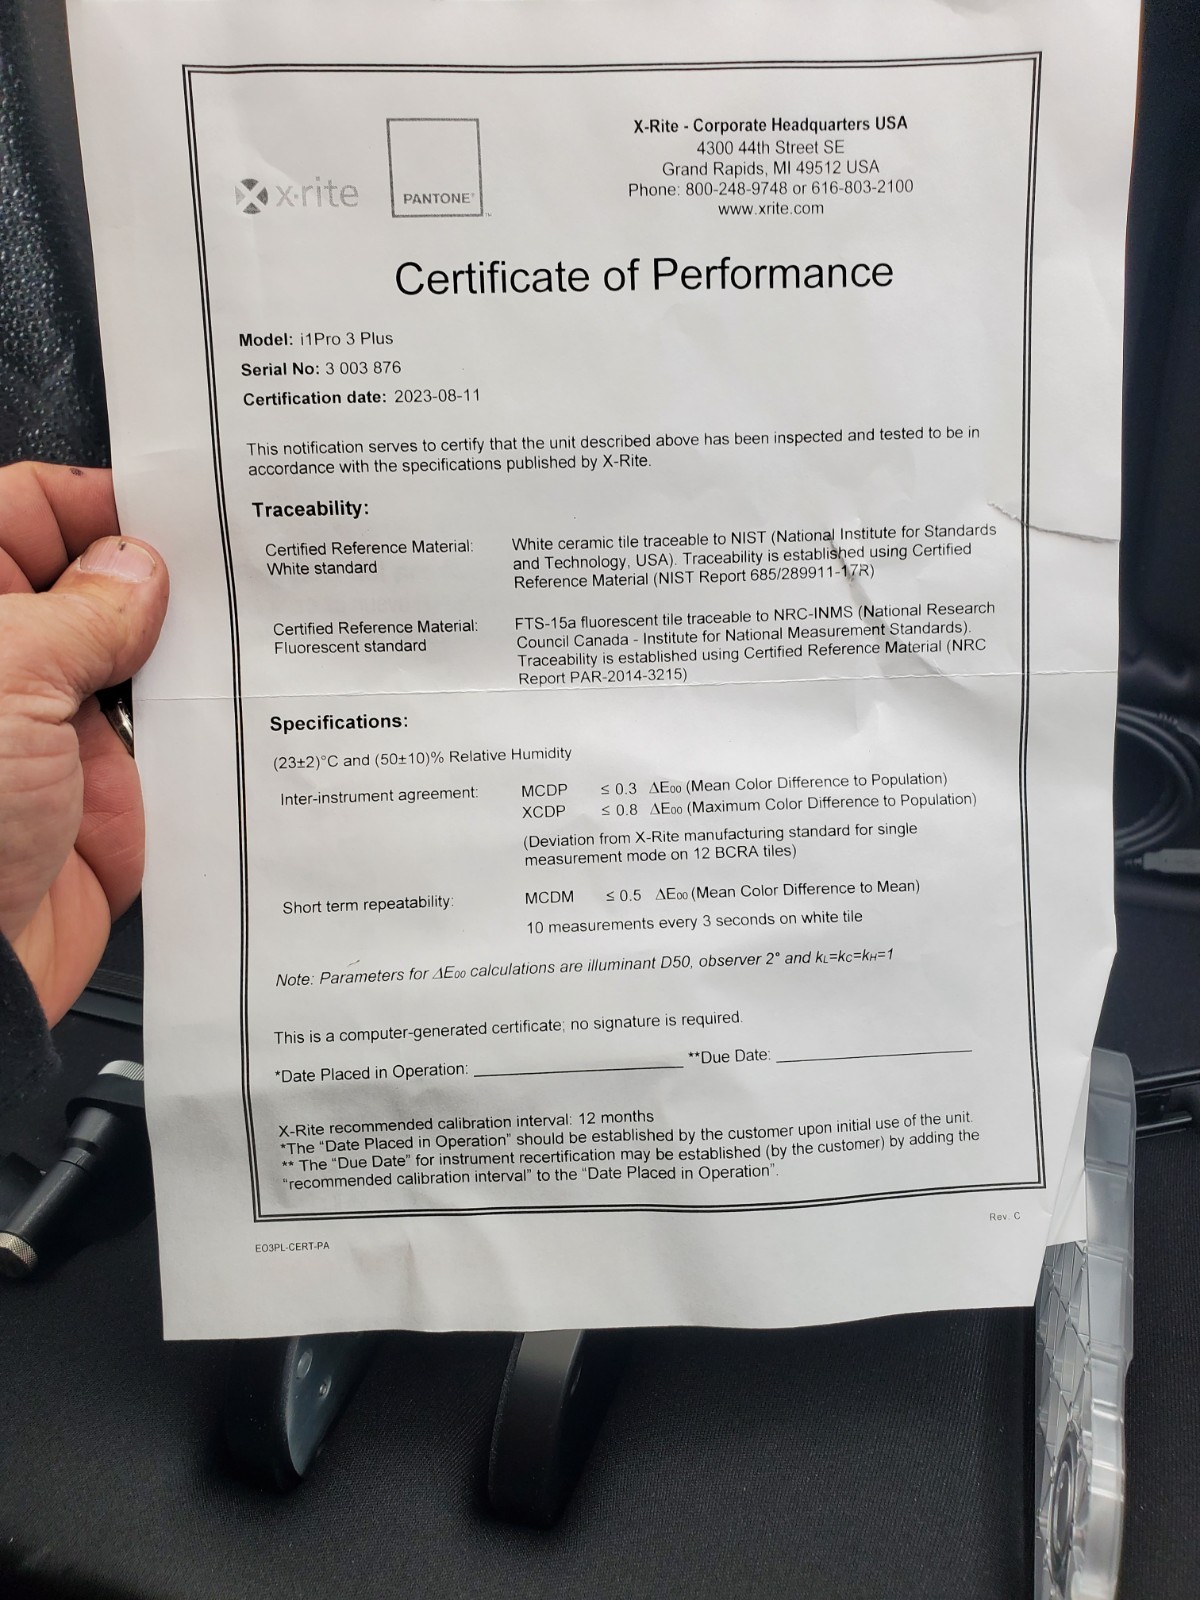 x·rite
PANTONE®
™
X-Rite - Corporate Headquarters USA
4300 44th Street SE
Grand Rapids, MI 49512 USA
Phone: 800-248-9748 or 616-803-2100
www.xrite.com
Certificate of Performance
Model: i1Pro 3 Plus
Serial No: 3 003 876
Certification date: 2023-08-11
This notification serves to certify that the unit described above has been inspected and tested to be in
accordance with the specifications published by X-Rite.
Traceability:
Certified Reference Material:
White standard
White ceramic tile traceable to NIST (National Institute for Standards
and Technology, USA). Traceability is established using Certified
Reference Material (NIST Report 685/289911-17R)
Certified Reference Material:
Fluorescent standard
FTS-15a fluorescent tile traceable to NRC-INMS (National Research
Council Canada - Institute for National Measurement Standards).
Traceability is established using Certified Reference Material (NRC
Report PAR-2014-3215)
Specifications:
(23±2)°C and (50±10)% Relative Humidity
Inter-instrument agreement:
MCDP ≤ 0.3 ΔE₀₀ (Mean Color Difference to Population)
XCDP ≤ 0.8 ΔE₀₀ (Maximum Color Difference to Population)
(Deviation from X-Rite manufacturing standard for single
measurement mode on 12 BCRA tiles)
Short term repeatability:
MCDM ≤ 0.5 ΔE₀₀ (Mean Color Difference to Mean)
10 measurements every 3 seconds on white tile
Note: Parameters for ΔE₀₀ calculations are illuminant D50, observer 2° and kL=kC=kH=1
This is a computer-generated certificate; no signature is required.
*Date Placed in Operation: **Due Date:
X-Rite recommended calibration interval: 12 months
*The "Date Placed in Operation" should be established by the customer upon initial use of the unit.
** The "Due Date" for instrument recertification may be established (by the customer) by adding the
"recommended calibration interval" to the "Date Placed in Operation".
Rev. C
EO3PL-CERT-PA